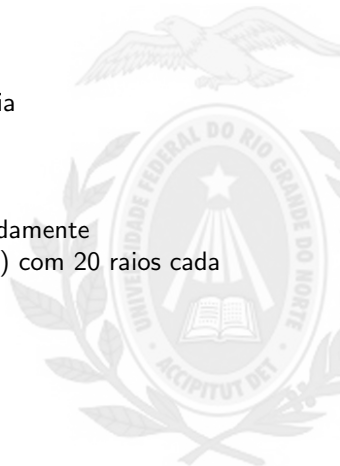 ia
damente
) com 20 raios cada
UNIVERSIDADE FEDERAL DO RIO GRANDE DO NORTE
ACCIPITUT DET